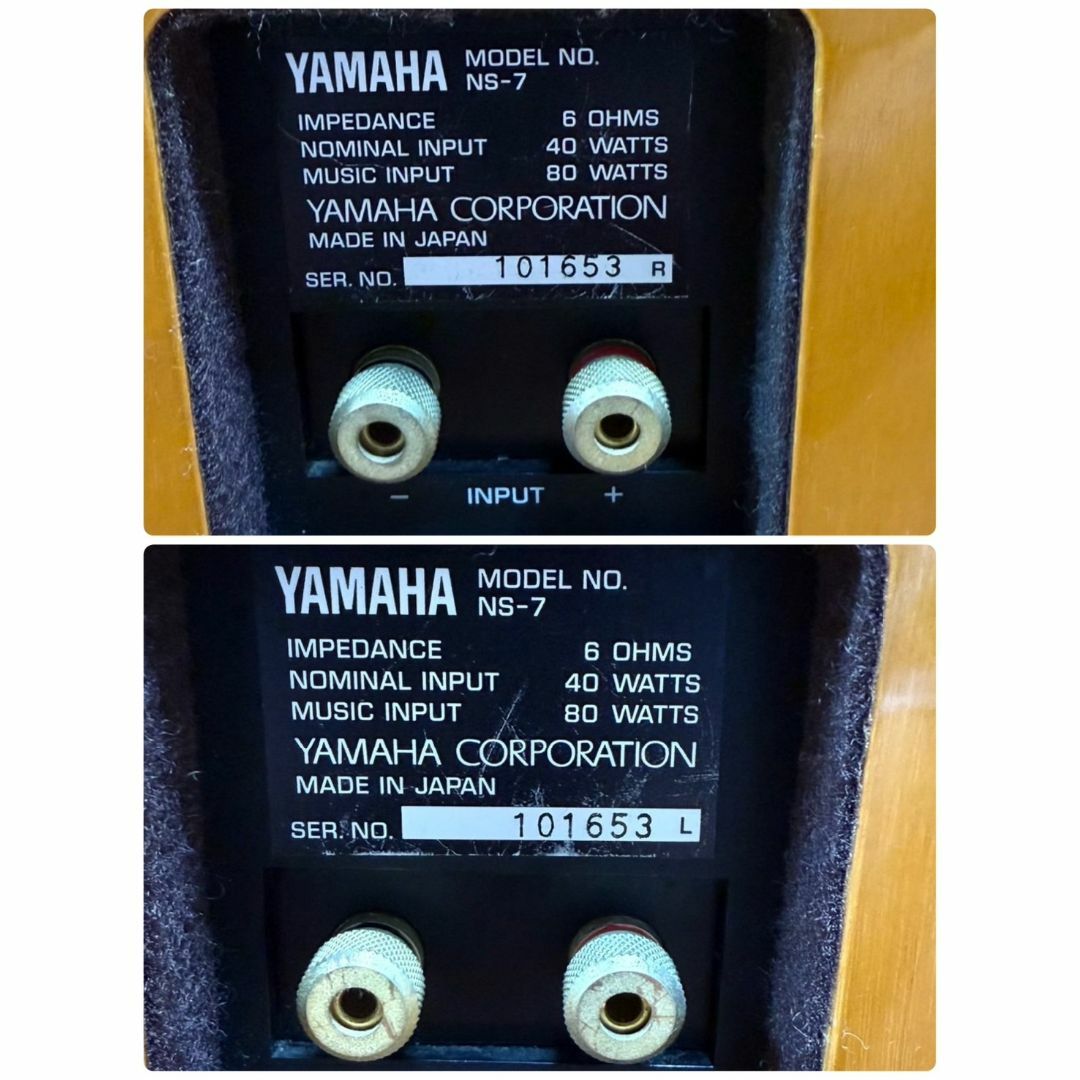 YAMAHA MODEL NO.
NS-7
IMPEDANCE 6 OHMS
NOMINAL INPUT 40 WATTS
MUSIC INPUT 80 WATTS
YAMAHA CORPORATION
MADE IN JAPAN
SER. NO. 101653 R
− INPUT +
YAMAHA MODEL NO.
NS-7
IMPEDANCE 6 OHMS
NOMINAL INPUT 40 WATTS
MUSIC INPUT 80 WATTS
YAMAHA CORPORATION
MADE IN JAPAN
SER. NO. 101653 L